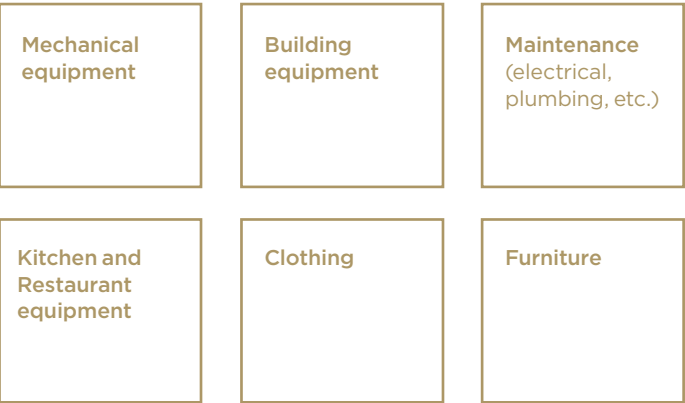 Mechanical
equipment
Building
equipment
Maintenance
(electrical,
plumbing, etc.)
Kitchen and
Restaurant
equipment
Clothing
Furniture